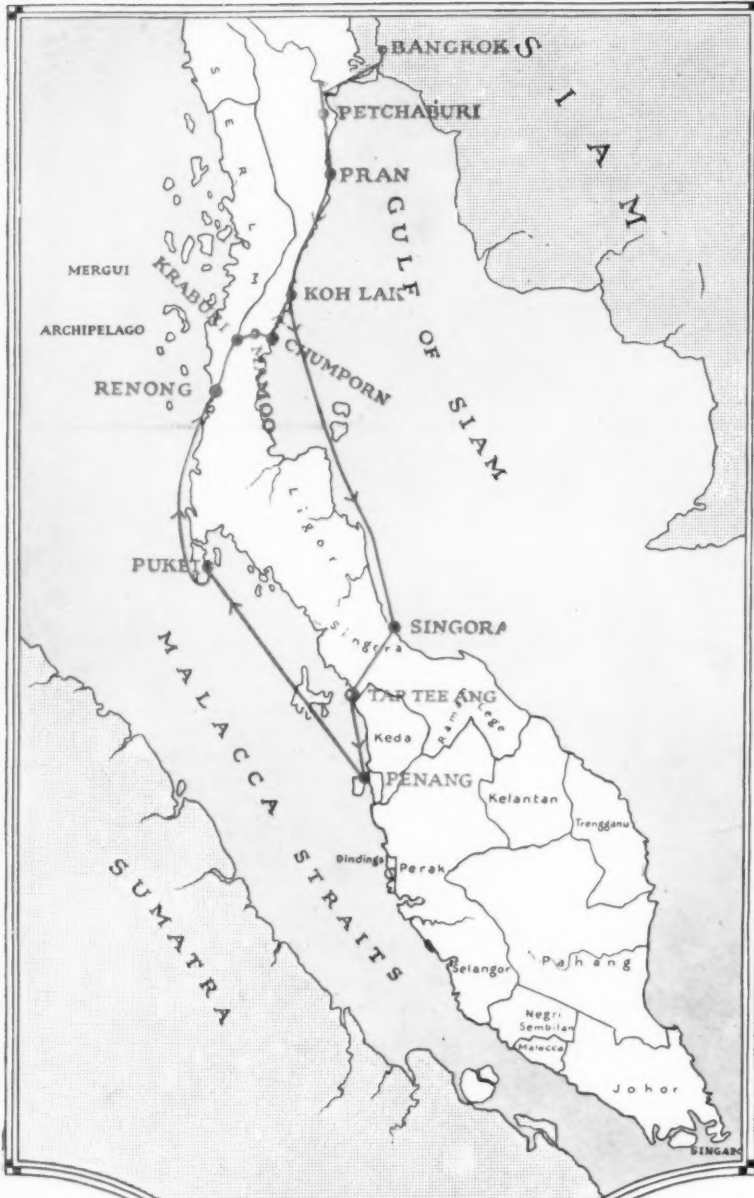 BANGKOK
SIAM
PETCHABURI
PRAN
GULF OF SIAM
MERGUI
ARCHIPELAGO
KRABURI
KOH LAK
MAMOO
CHUMPORN
RENONG
Likor
PUKET
SINGORA
Singora
TAP TEE ANG
Keda
PENANG
Kelantan
Trengganu
MALACCA STRAITS
SUMATRA
Dindings
Perak
Selangor
Pahang
Negri
Sembilan
Malacca
Johor